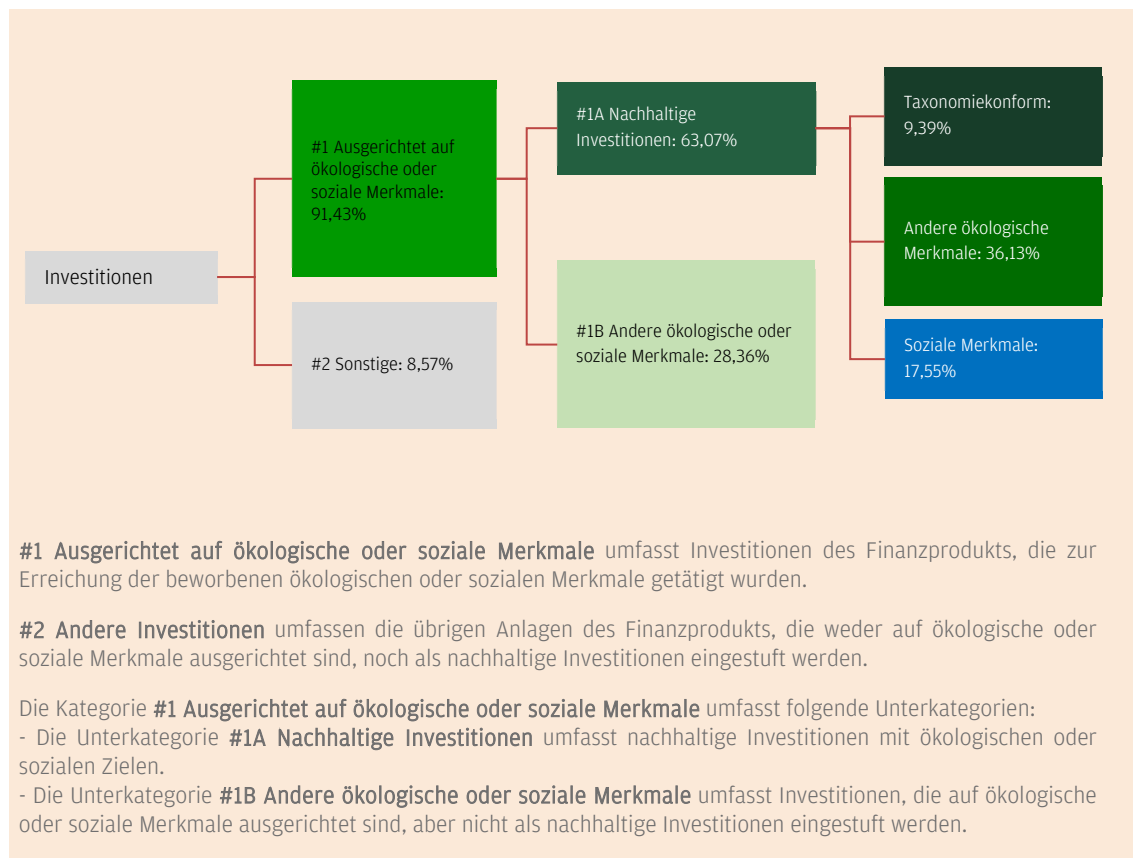 Investitionen
#1 Ausgerichtet auf
ökologische oder
soziale Merkmale:
91,43%
#2 Sonstige: 8,57%
#1A Nachhaltige
Investitionen: 63,07%
#1B Andere ökologische oder
soziale Merkmale: 28,36%
Taxonomiekonform:
9,39%
Andere ökologische
Merkmale: 36,13%
Soziale Merkmale:
17,55%
#1 Ausgerichtet auf ökologische oder soziale Merkmale umfasst Investitionen des Finanzprodukts, die zur
Erreichung der beworbenen ökologischen oder sozialen Merkmale getätigt wurden.
#2 Andere Investitionen umfassen die übrigen Anlagen des Finanzprodukts, die weder auf ökologische oder
soziale Merkmale ausgerichtet sind, noch als nachhaltige Investitionen eingestuft werden.
Die Kategorie #1 Ausgerichtet auf ökologische oder soziale Merkmale umfasst folgende Unterkategorien:
- Die Unterkategorie #1A Nachhaltige Investitionen umfasst nachhaltige Investitionen mit ökologischen oder
sozialen Zielen.
- Die Unterkategorie #1B Andere ökologische oder soziale Merkmale umfasst Investitionen, die auf ökologische
oder soziale Merkmale ausgerichtet sind, aber nicht als nachhaltige Investitionen eingestuft werden.